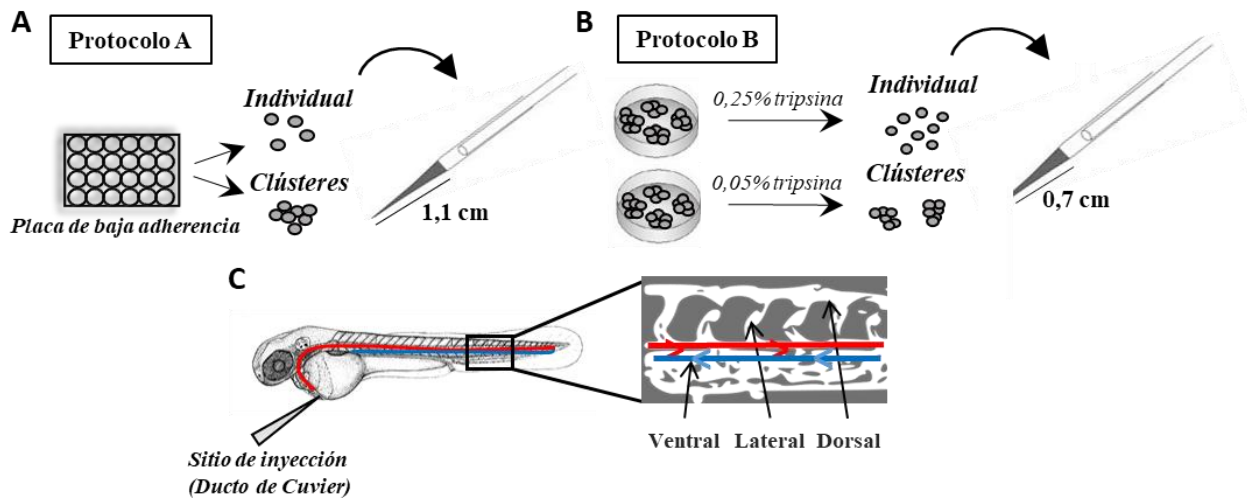 A
Protocolo A
Individual
Clústeres
Placa de baja adherencia
1,1 cm
B
Protocolo B
0,25% tripsina
Individual
Clústeres
0,05% tripsina
0,7 cm
C
Sitio de inyección
(Ducto de Cuvier)
Ventral Lateral Dorsal